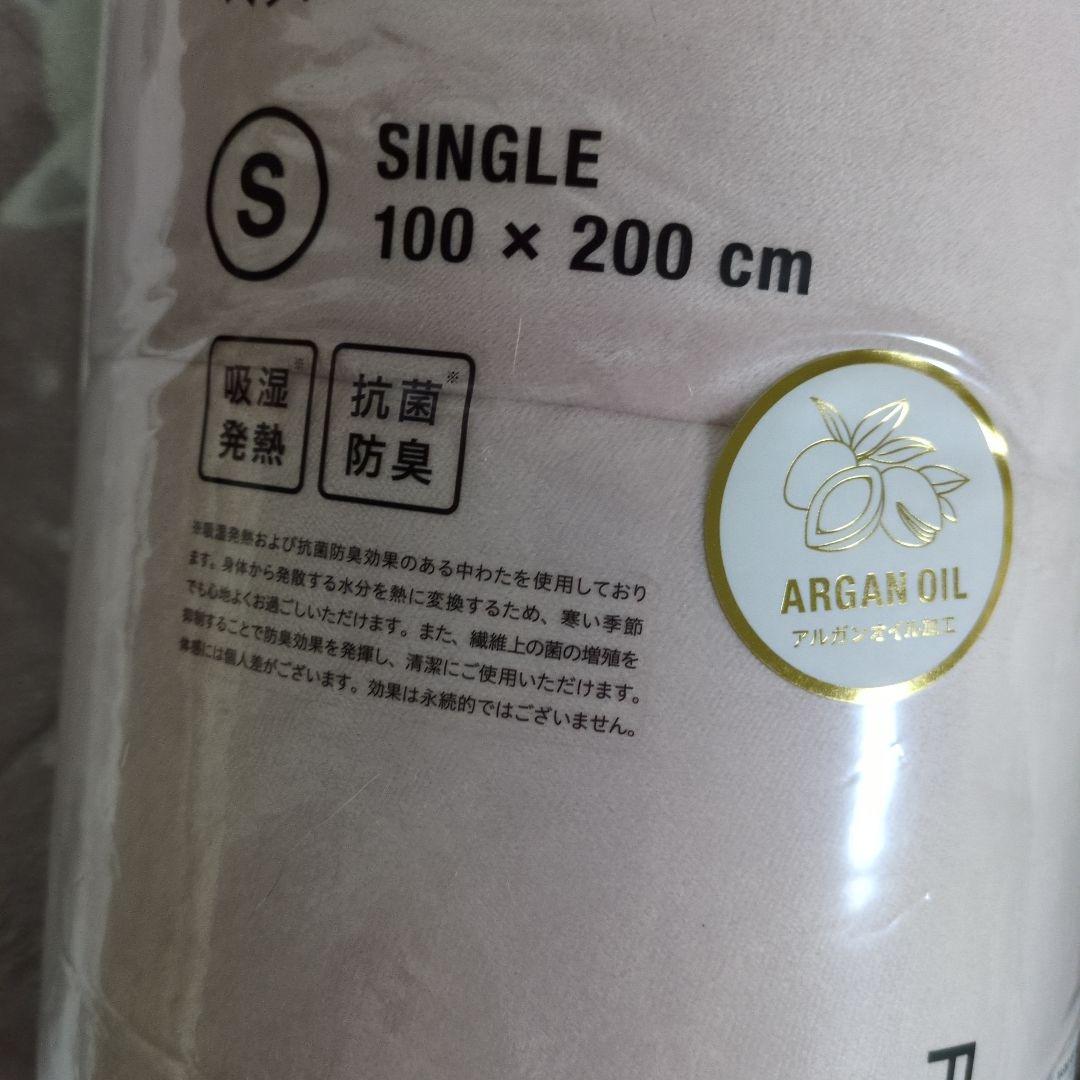 S
SINGLE
100 × 200 cm
吸湿※
発熱
抗菌※
防臭
※吸湿発熱および抗菌防臭効果のある中わたを使用しており
ます。身体から発散する水分を熱に変換するため、寒い季節
でも心地よくお過ごしいただけます。また、繊維上の菌の増殖を
抑制することで防臭効果を発揮し、清潔にご使用いただけます。
体感には個人差がございます。効果は永続的ではございません。
ARGAN OIL
アルガンオイル加工
F